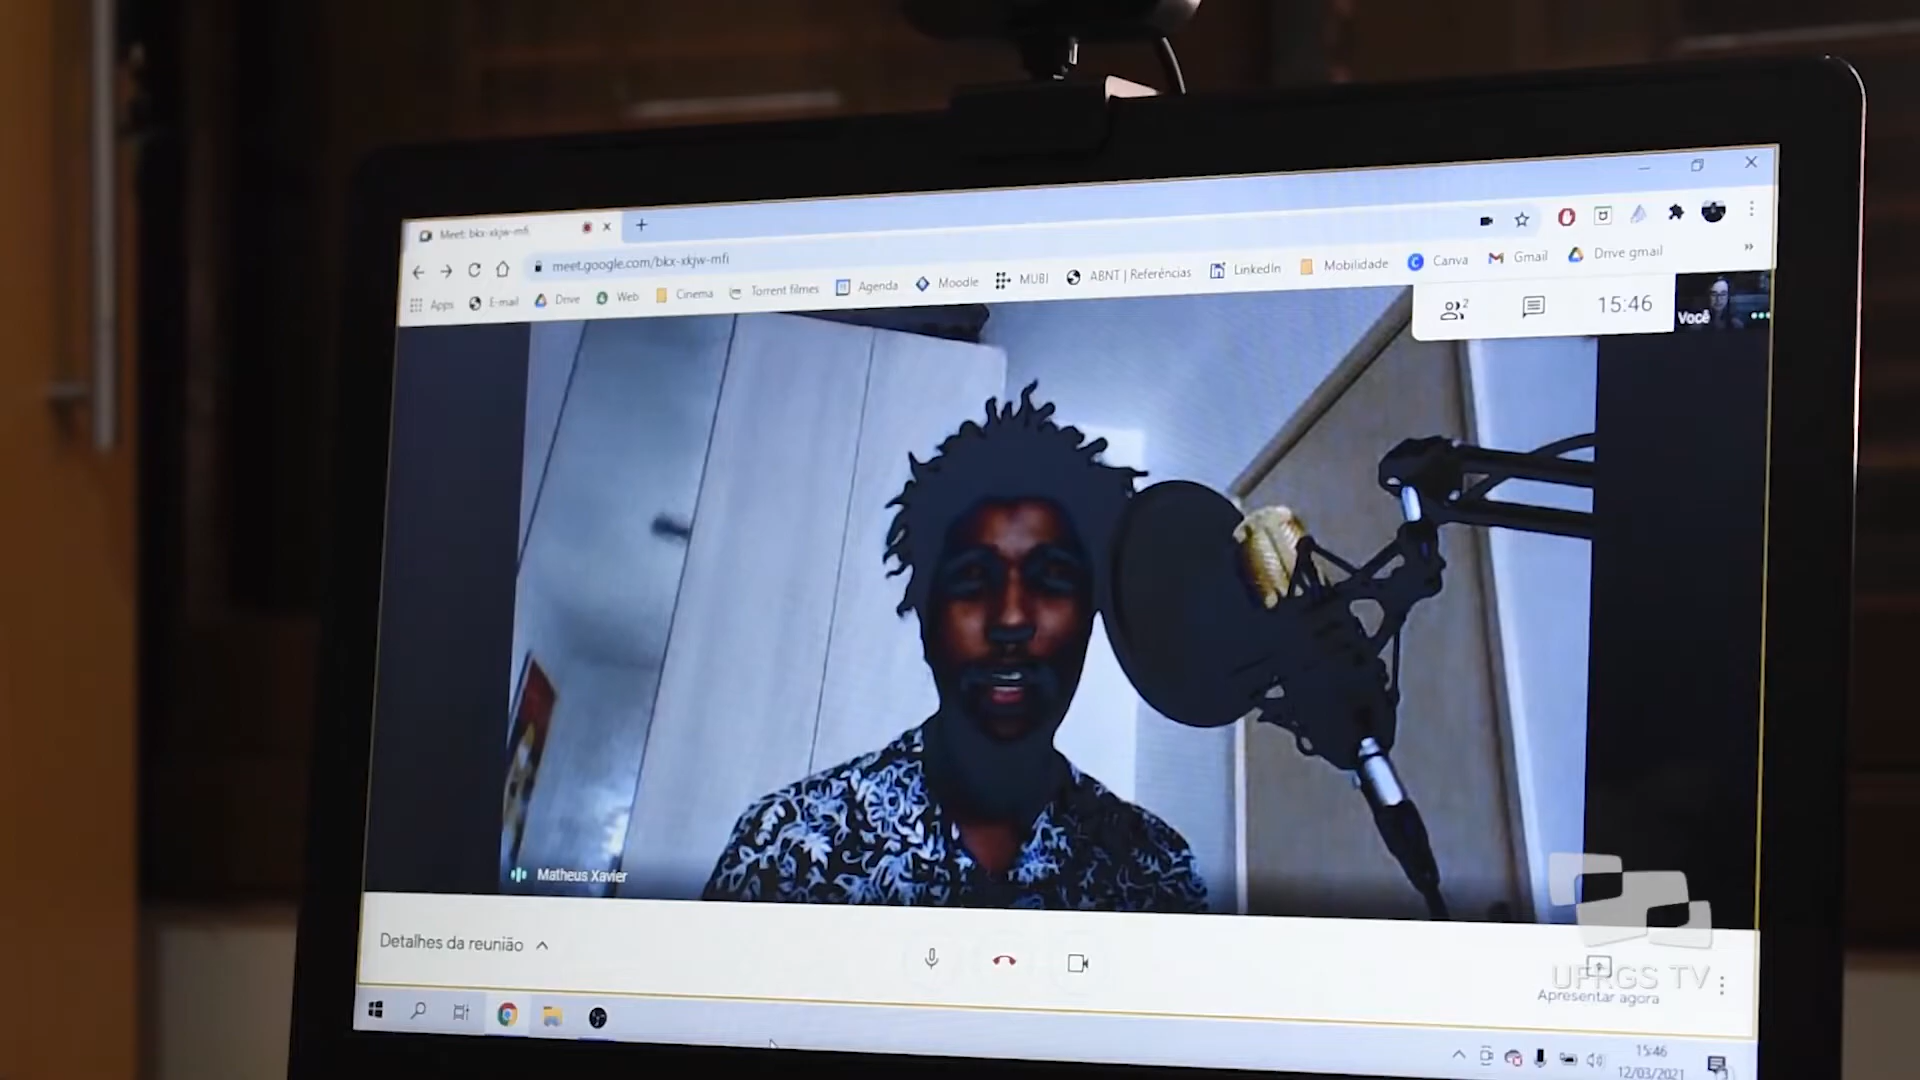 Meet: bkx-xkjw-mfi
meet.google.com/bkx-xkjw-mfi
Apps E-mail Drive Web Cinema Torrent filmes Agenda Moodle MUBI ABNT | Referências LinkedIn Mobilidade Canva Gmail Drive gmail
2 15:46
Você
Matheus Xavier
Detalhes da reunião
UFRGS TV
Apresentar agora
15:46
12/03/2021